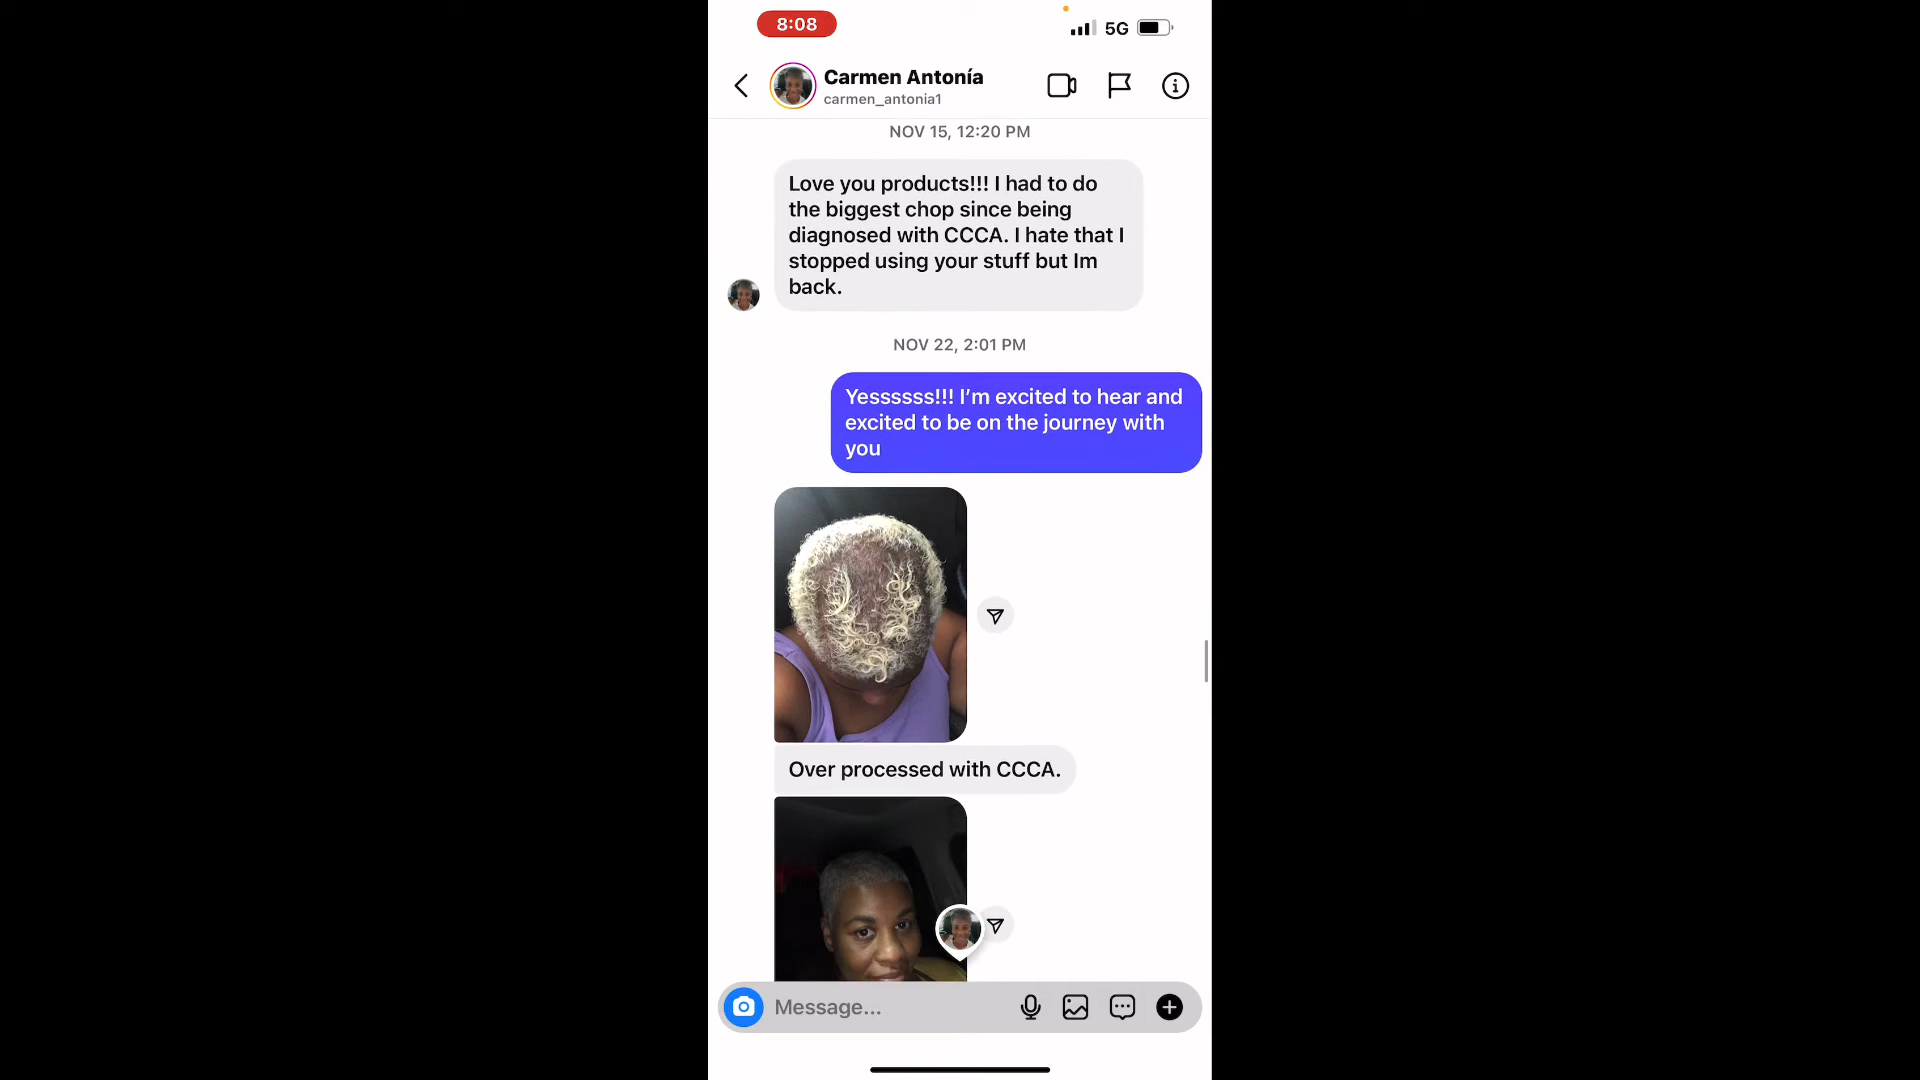 8:08
5G
Carmen Antonía
carmen_antonia1
NOV 15, 12:20 PM
Love you products!!! I had to do
the biggest chop since being
diagnosed with CCCA. I hate that I
stopped using your stuff but Im
back.
NOV 22, 2:01 PM
Yessssss!!! I’m excited to hear and
excited to be on the journey with
you
Over processed with CCCA.
Message...